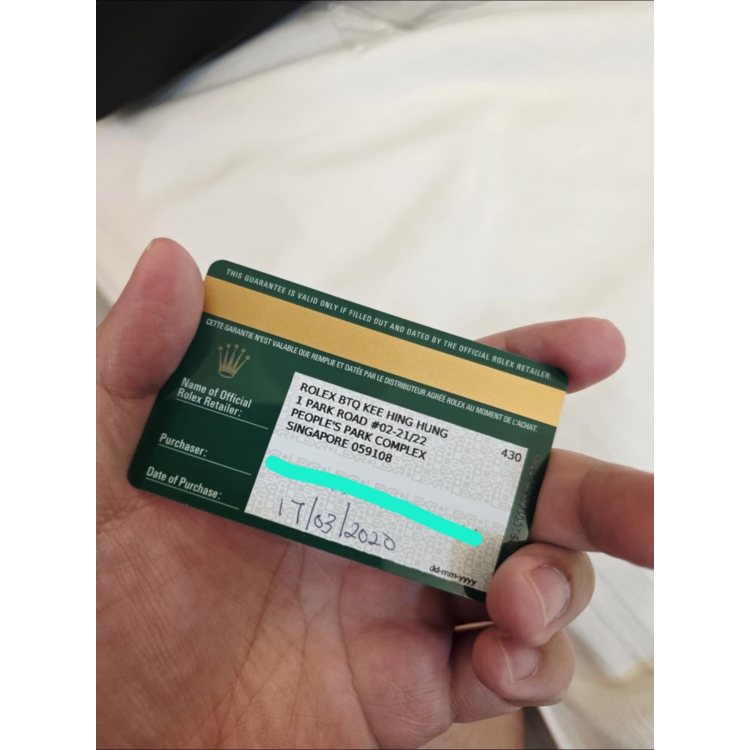 THIS GUARANTEE IS VALID ONLY IF FILLED OUT AND DATED BY THE OFFICIAL ROLEX RETAILER:
CETTE GARANTIE N'EST VALABLE QUE REMPLIE ET DATÉE PAR LE DISTRIBUTEUR AGRÉÉ ROLEX AU MOMENT DE L'ACHAT.
Name of Official
Rolex Retailer:
ROLEX BTQ KEE HING HUNG
430
1 PARK ROAD #02-21/22
PEOPLE'S PARK COMPLEX
SINGAPORE 059108
Purchaser:
Date of Purchase:
17/03/2020
dd-mm-yyyy